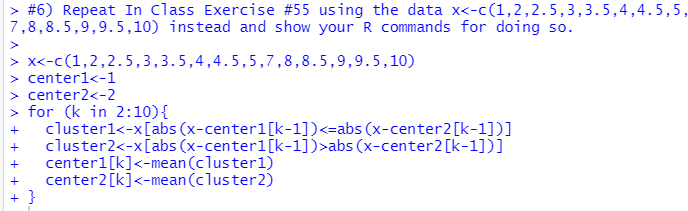 > #6) Repeat In Class Exercise #55 using the data x<-c(1,2,2.5,3,3.5,4,4.5,5,
7,8,8.5,9,9.5,10) instead and show your R commands for doing so.
>
> x<-c(1,2,2.5,3,3.5,4,4.5,5,7,8,8.5,9,9.5,10)
> center1<-1
> center2<-2
> for (k in 2:10){
+   cluster1<-x[abs(x-center1[k-1])<=abs(x-center2[k-1])]
+   cluster2<-x[abs(x-center1[k-1])>abs(x-center2[k-1])]
+   center1[k]<-mean(cluster1)
+   center2[k]<-mean(cluster2)
+ }